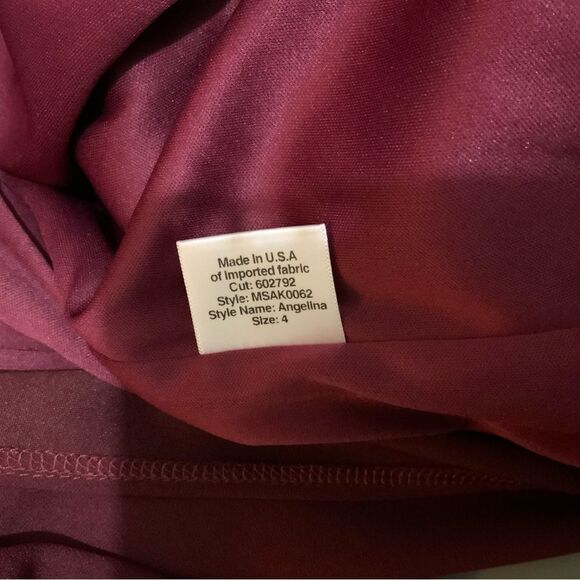 Made In U.S.A
of Imported fabric
Cut: 602792
Style: MSAK0062
Style Name: Angelina
Size: 4